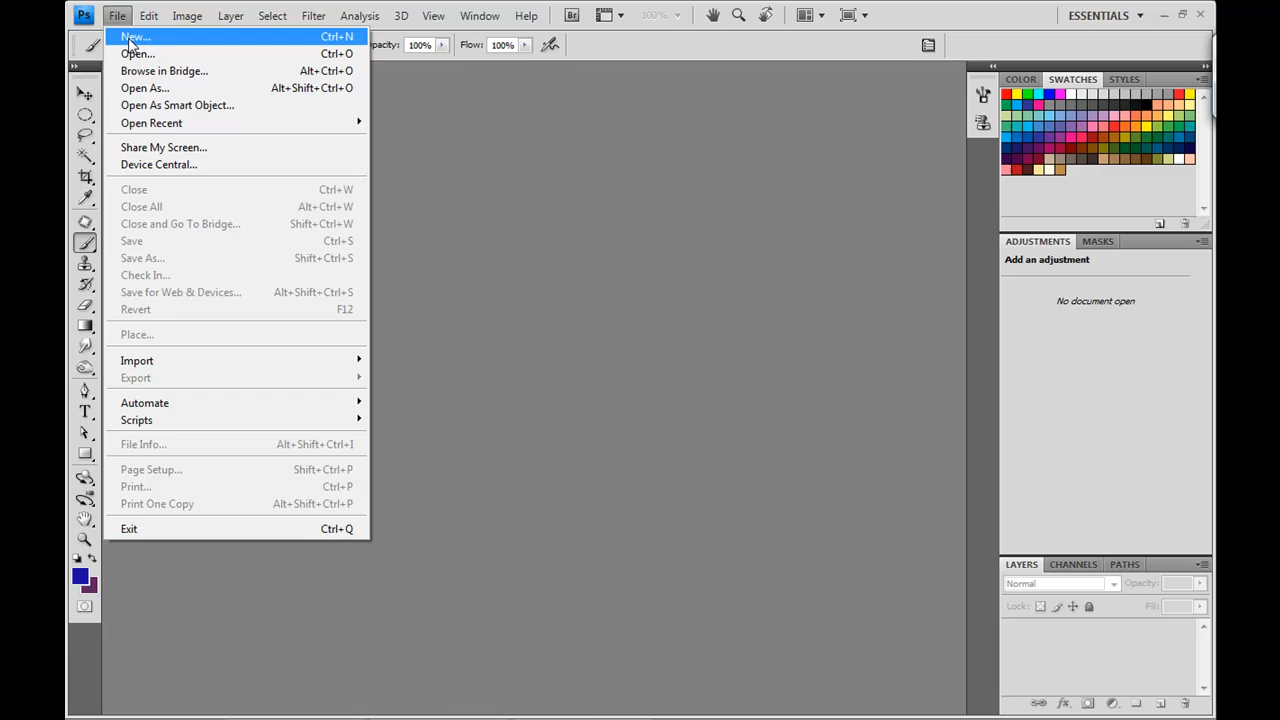 Ps File Edit Image Layer Select Filter Analysis 3D View Window Help Br 100% ESSENTIALS
Opacity: 100% Flow: 100%
New... Ctrl+N
Open... Ctrl+O
Browse in Bridge... Alt+Ctrl+O
Open As... Alt+Shift+Ctrl+O
Open As Smart Object...
Open Recent
Share My Screen...
Device Central...
Close Ctrl+W
Close All Alt+Ctrl+W
Close and Go To Bridge... Shift+Ctrl+W
Save Ctrl+S
Save As... Shift+Ctrl+S
Check In...
Save for Web & Devices... Alt+Shift+Ctrl+S
Revert F12
Place...
Import
Export
Automate
Scripts
File Info... Alt+Shift+Ctrl+I
Page Setup... Shift+Ctrl+P
Print... Ctrl+P
Print One Copy Alt+Shift+Ctrl+P
Exit Ctrl+Q
COLOR SWATCHES STYLES
ADJUSTMENTS MASKS
Add an adjustment
No document open
LAYERS CHANNELS PATHS
Normal Opacity:
Lock: Fill: